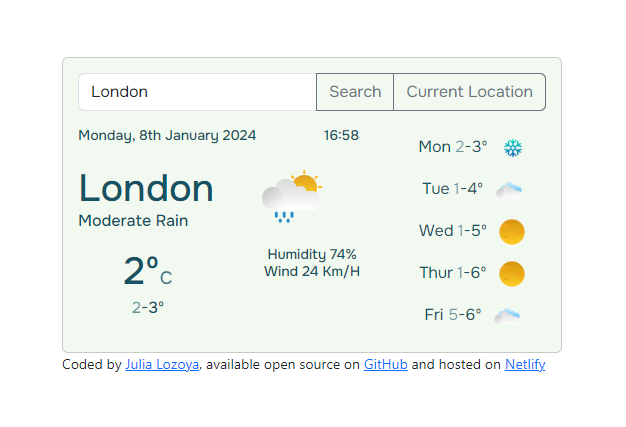 London Search Current Location
Monday, 8th January 2024 16:58
London
Moderate Rain
2°C
2-3°
Humidity 74%
Wind 24 Km/H
Mon 2-3°
Tue 1-4°
Wed 1-5°
Thur 1-6°
Fri 5-6°
Coded by Julia Lozoya, available open source on GitHub and hosted on Netlify